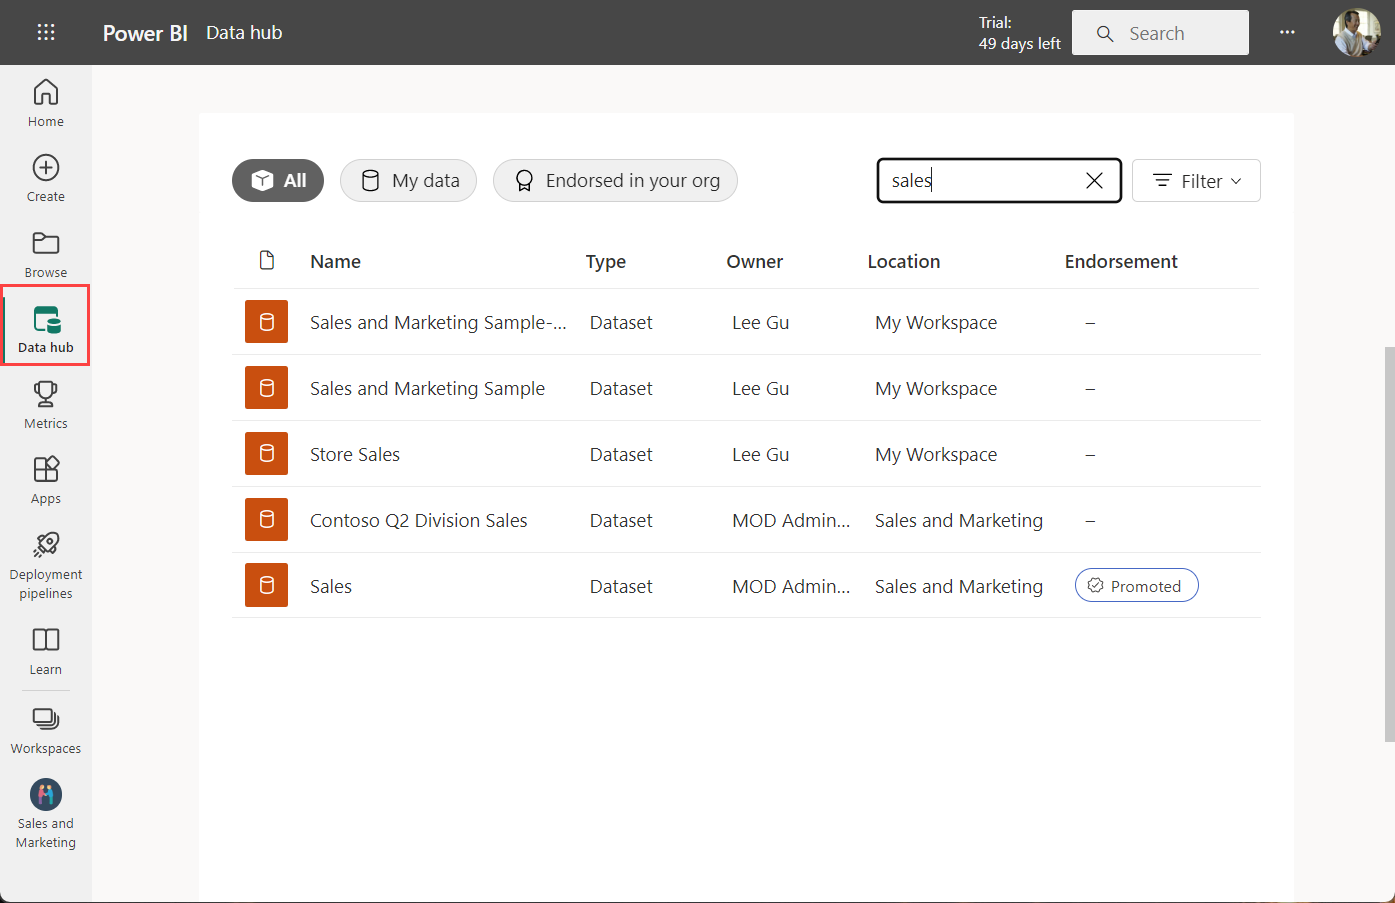 Power BI Data hub
Trial:
49 days left
Search
Home
Create
Browse
Data hub
Metrics
Apps
Deployment
pipelines
Learn
Workspaces
Sales and
Marketing
All My data Endorsed in your org
sales
Filter
Name Type Owner Location Endorsement
Sales and Marketing Sample-... Dataset Lee Gu My Workspace –
Sales and Marketing Sample Dataset Lee Gu My Workspace –
Store Sales Dataset Lee Gu My Workspace –
Contoso Q2 Division Sales Dataset MOD Admin... Sales and Marketing –
Sales Dataset MOD Admin... Sales and Marketing Promoted